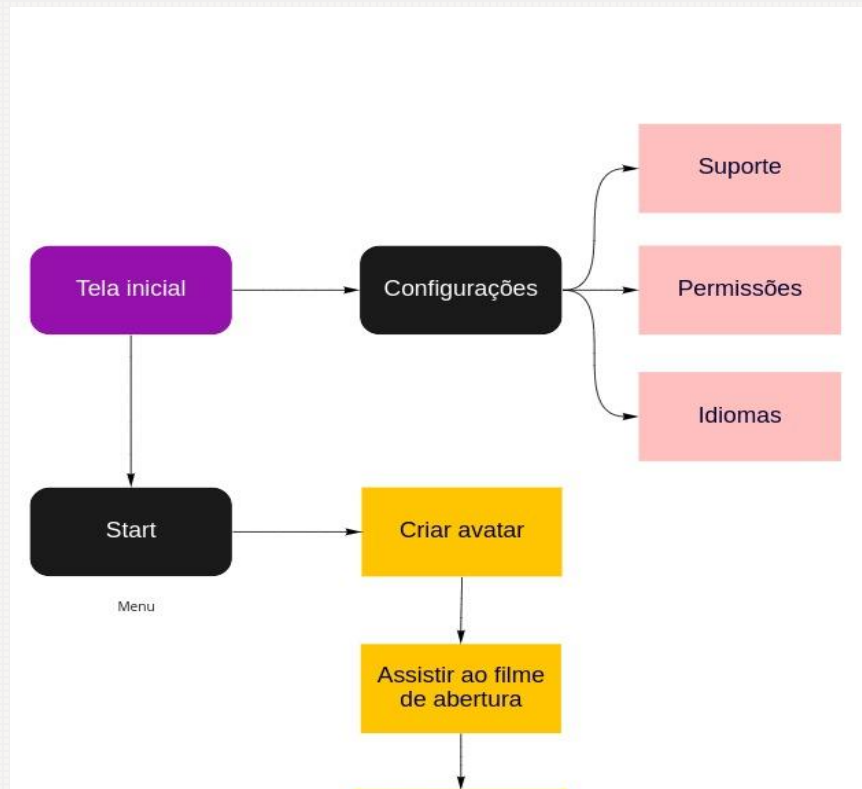 Suporte
Tela inicial
Configurações
Permissões
Idiomas
Start
Criar avatar
Menu
Assistir ao filme
de abertura